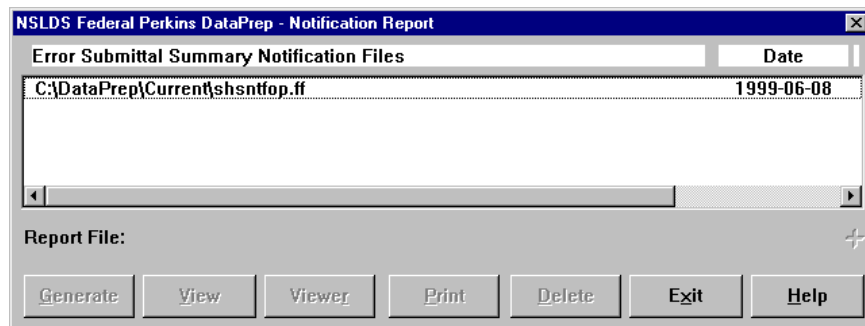 NSLDS Federal Perkins DataPrep - Notification Report
Error Submittal Summary Notification Files Date
C:\DataPrep\Current\shsntfop.ff 1999-06-08
Report File:
Generate View Viewer Print Delete Exit Help